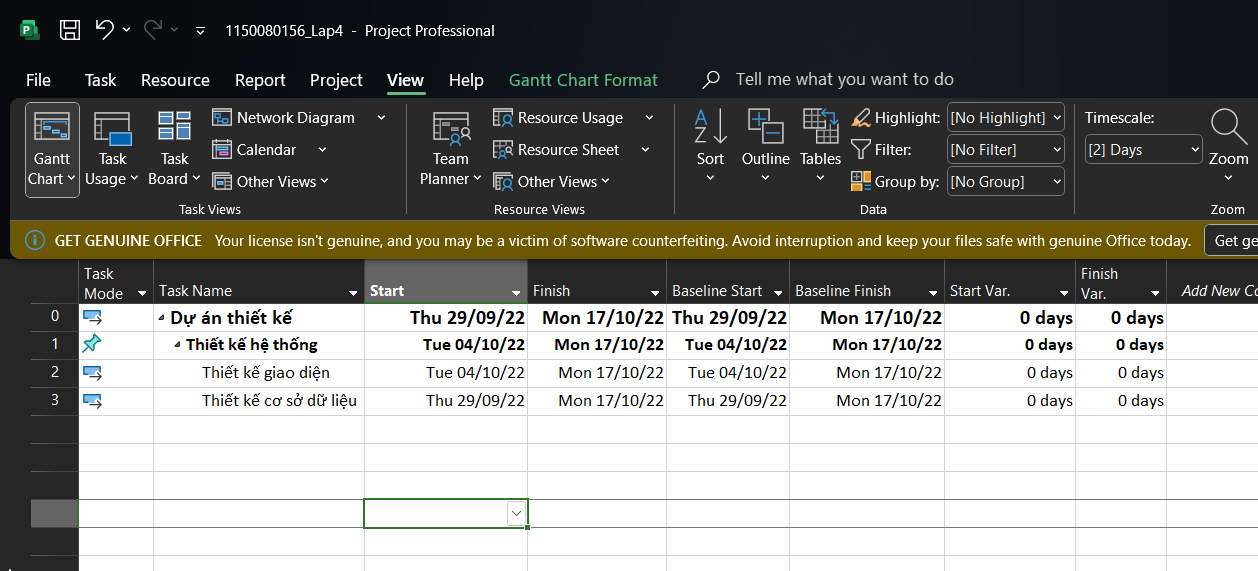 1150080156_Lap4 - Project Professional
File Task Resource Report Project View Help Gantt Chart Format Tell me what you want to do
Gantt Chart
Task Usage
Task Board
Network Diagram
Calendar
Other Views
Task Views
Team Planner
Resource Usage
Resource Sheet
Other Views
Resource Views
Sort
Outline
Tables
Highlight: [No Highlight]
Filter: [No Filter]
Group by: [No Group]
Data
Timescale:
[2] Days
Zoom
Zoom
GET GENUINE OFFICE Your license isn't genuine, and you may be a victim of software counterfeiting. Avoid interruption and keep your files safe with genuine Office today. Get ge
Task Mode Task Name Start Finish Baseline Start Baseline Finish Start Var. Finish Var. Add New Co
0 Dự án thiết kế Thu 29/09/22 Mon 17/10/22 Thu 29/09/22 Mon 17/10/22 0 days 0 days
1 Thiết kế hệ thống Tue 04/10/22 Mon 17/10/22 Tue 04/10/22 Mon 17/10/22 0 days 0 days
2 Thiết kế giao diện Tue 04/10/22 Mon 17/10/22 Tue 04/10/22 Mon 17/10/22 0 days 0 days
3 Thiết kế cơ sở dữ liệu Thu 29/09/22 Mon 17/10/22 Thu 29/09/22 Mon 17/10/22 0 days 0 days